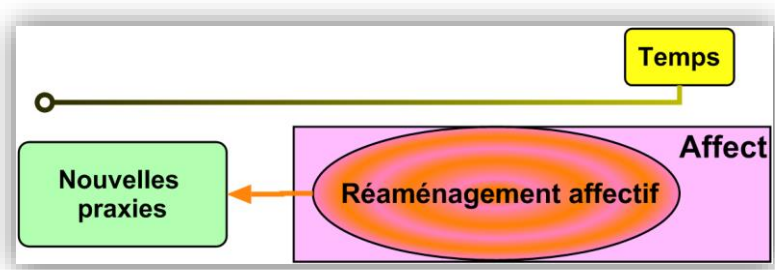 Temps
Affect
Nouvelles
praxies
Réaménagement affectif